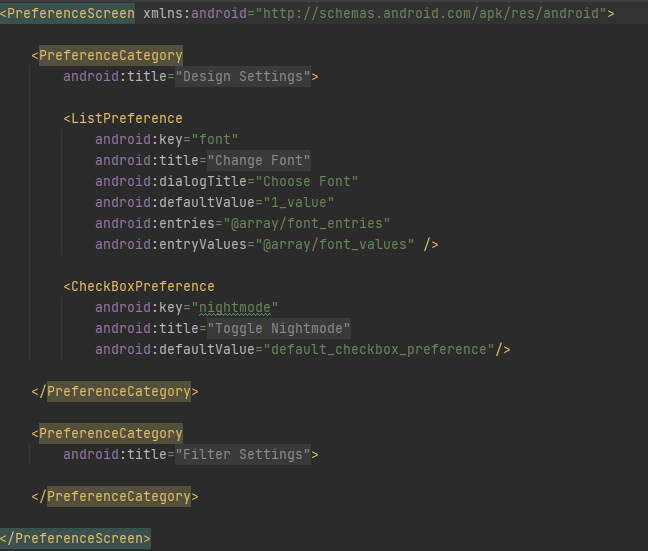 <PreferenceScreen xmlns:android="http://schemas.android.com/apk/res/android">
<PreferenceCategory
android:title="Design Settings">
<ListPreference
android:key="font"
android:title="Change Font"
android:dialogTitle="Choose Font"
android:defaultValue="1_value"
android:entries="@array/font_entries"
android:entryValues="@array/font_values" />
<CheckBoxPreference
android:key="nightmode"
android:title="Toggle Nightmode"
android:defaultValue="default_checkbox_preference"/>
</PreferenceCategory>
<PreferenceCategory
android:title="Filter Settings">
</PreferenceCategory>
</PreferenceScreen>